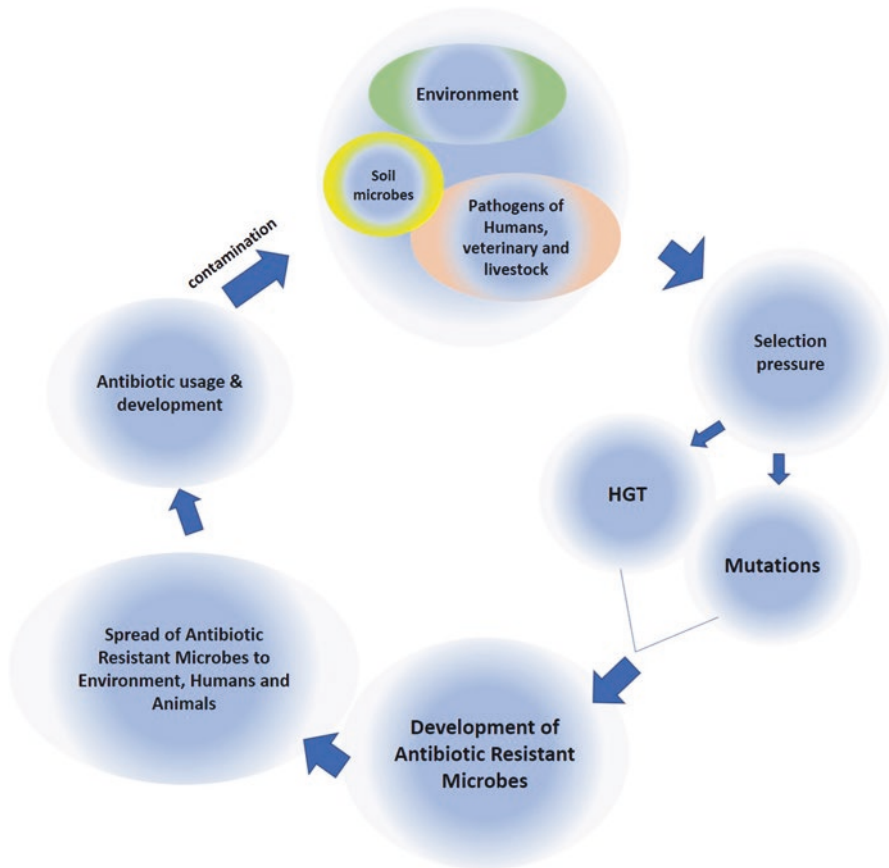 Environment
Soil
microbes
Pathogens of
Humans,
veterinary and
livestock
contamination
Selection
pressure
Antibiotic usage &
development
HGT
Mutations
Spread of Antibiotic
Resistant Microbes to
Environment, Humans and
Animals
Development of
Antibiotic Resistant
Microbes